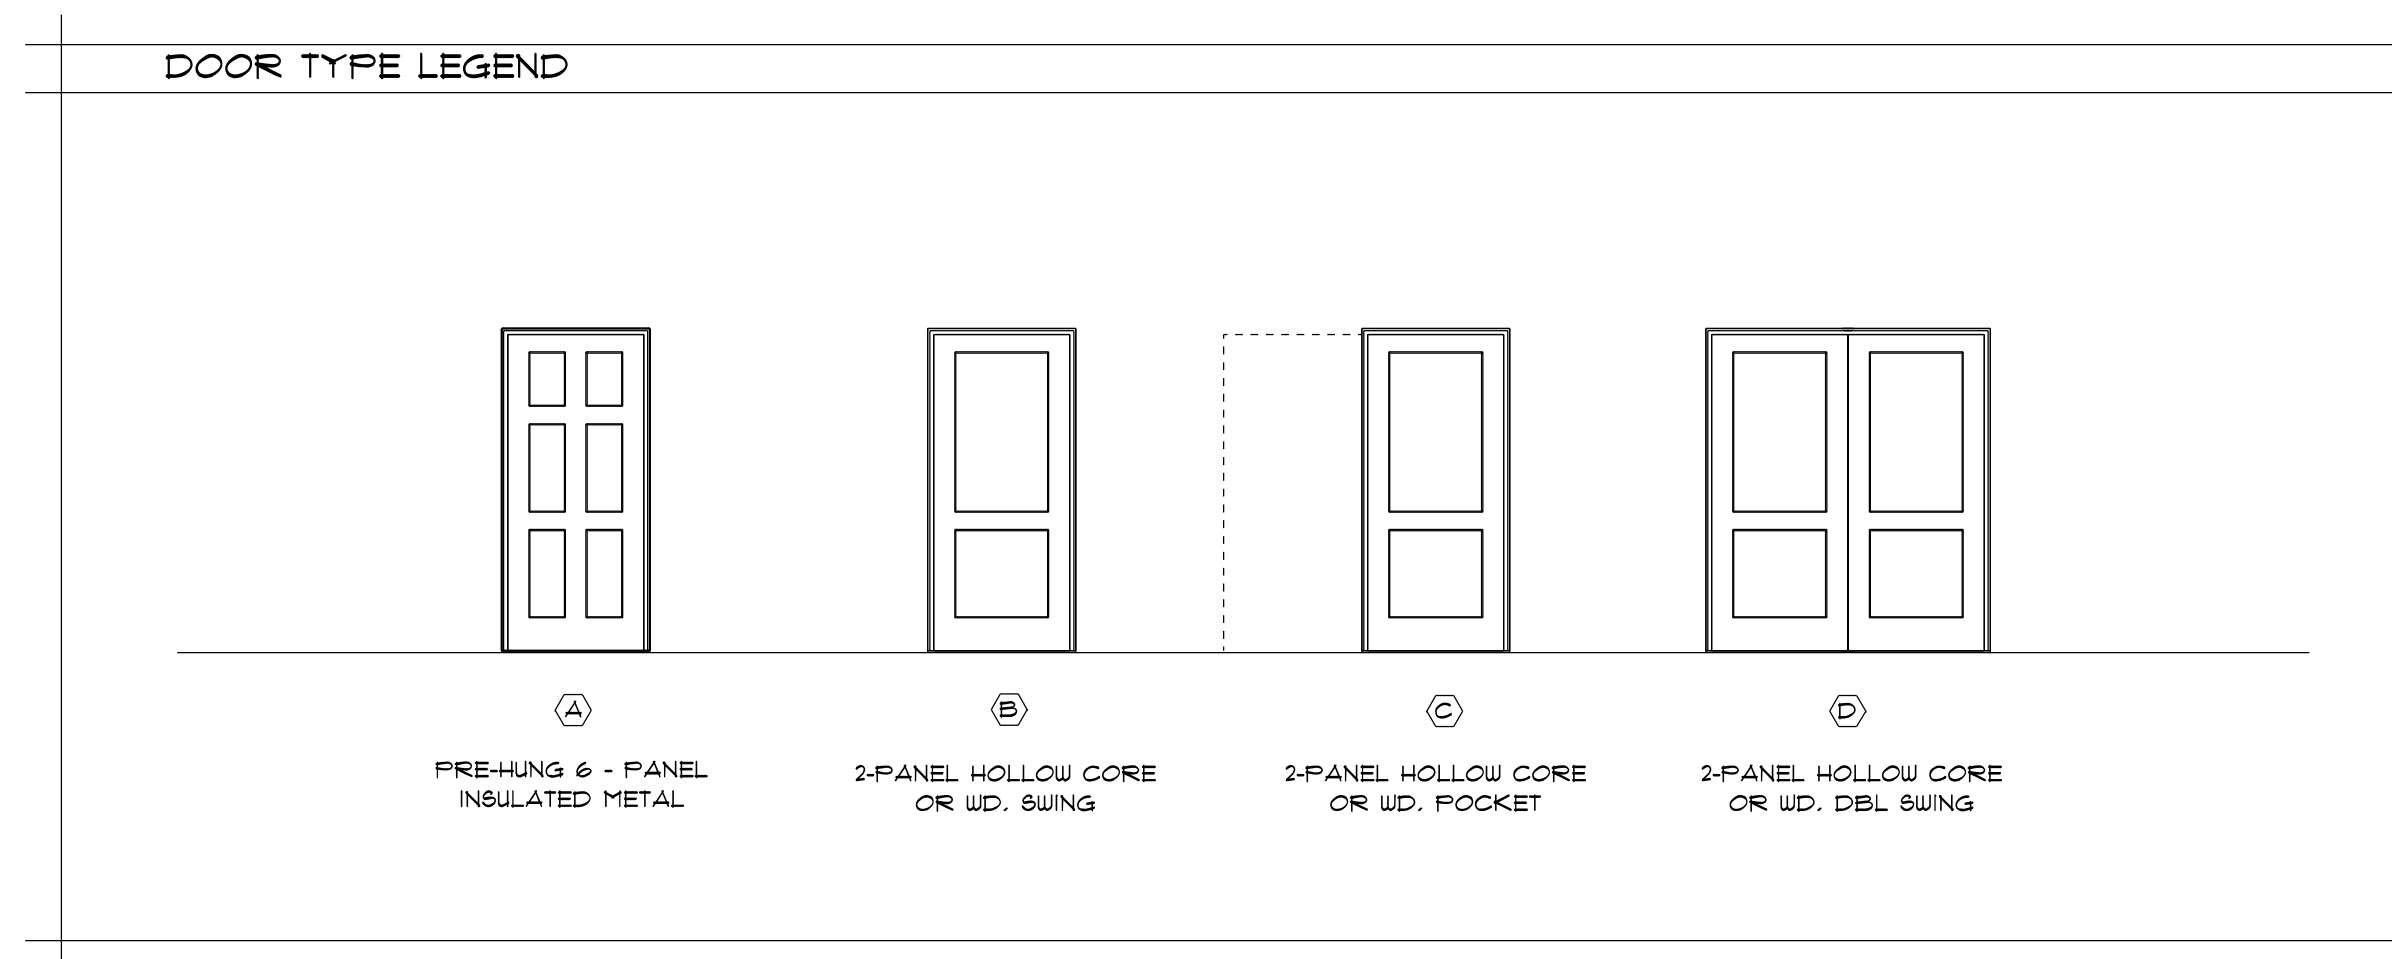 DOOR TYPE LEGEND
A
PRE-HUNG 6 - PANEL
INSULATED METAL
B
2-PANEL HOLLOW CORE
OR WD. SWING
C
2-PANEL HOLLOW CORE
OR WD. POCKET
D
2-PANEL HOLLOW CORE
OR WD. DBL SWING